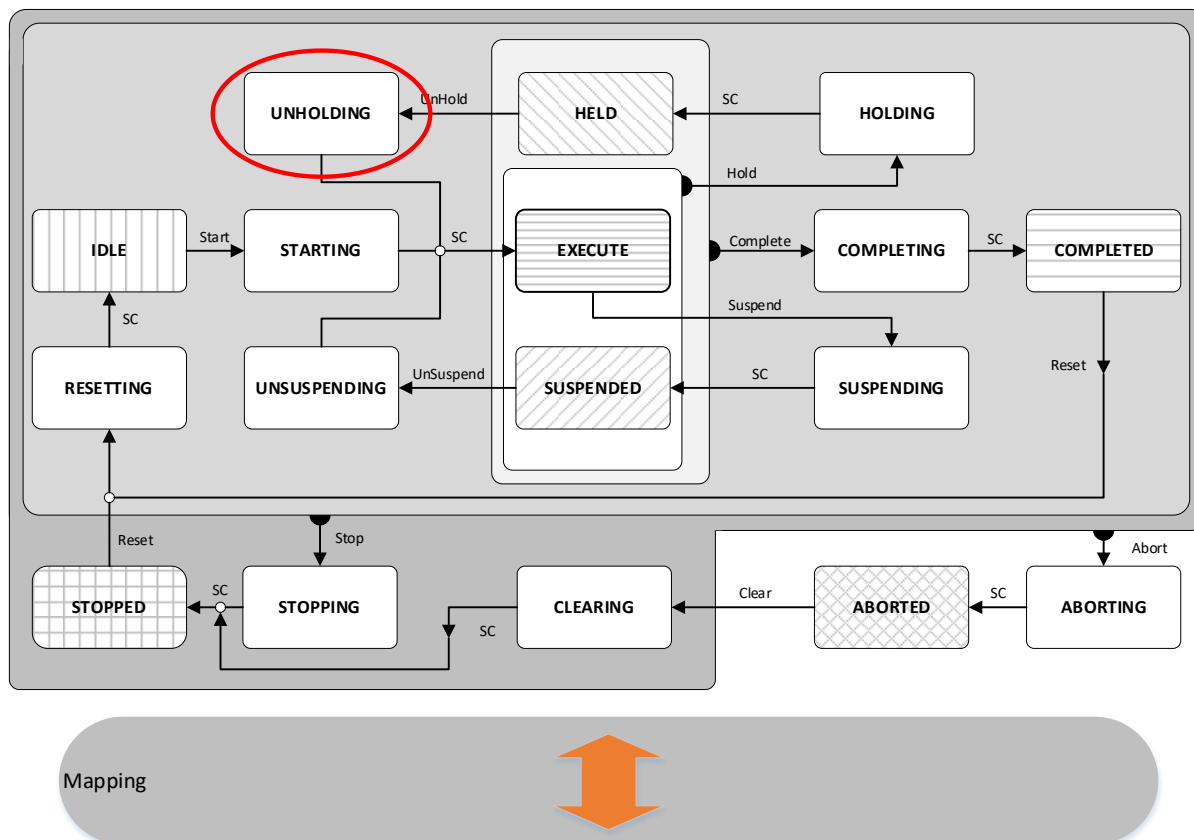 UNHOLDING
UnHold
HELD
SC
HOLDING
Hold
IDLE
Start
STARTING
SC
EXECUTE
Complete
COMPLETING
SC
COMPLETED
Suspend
SC
RESETTING
UNSUSPENDING
UnSuspend
SUSPENDED
SC
SUSPENDING
Reset
Reset
Stop
Abort
STOPPED
SC
STOPPING
SC
CLEARING
Clear
ABORTED
SC
ABORTING
Mapping